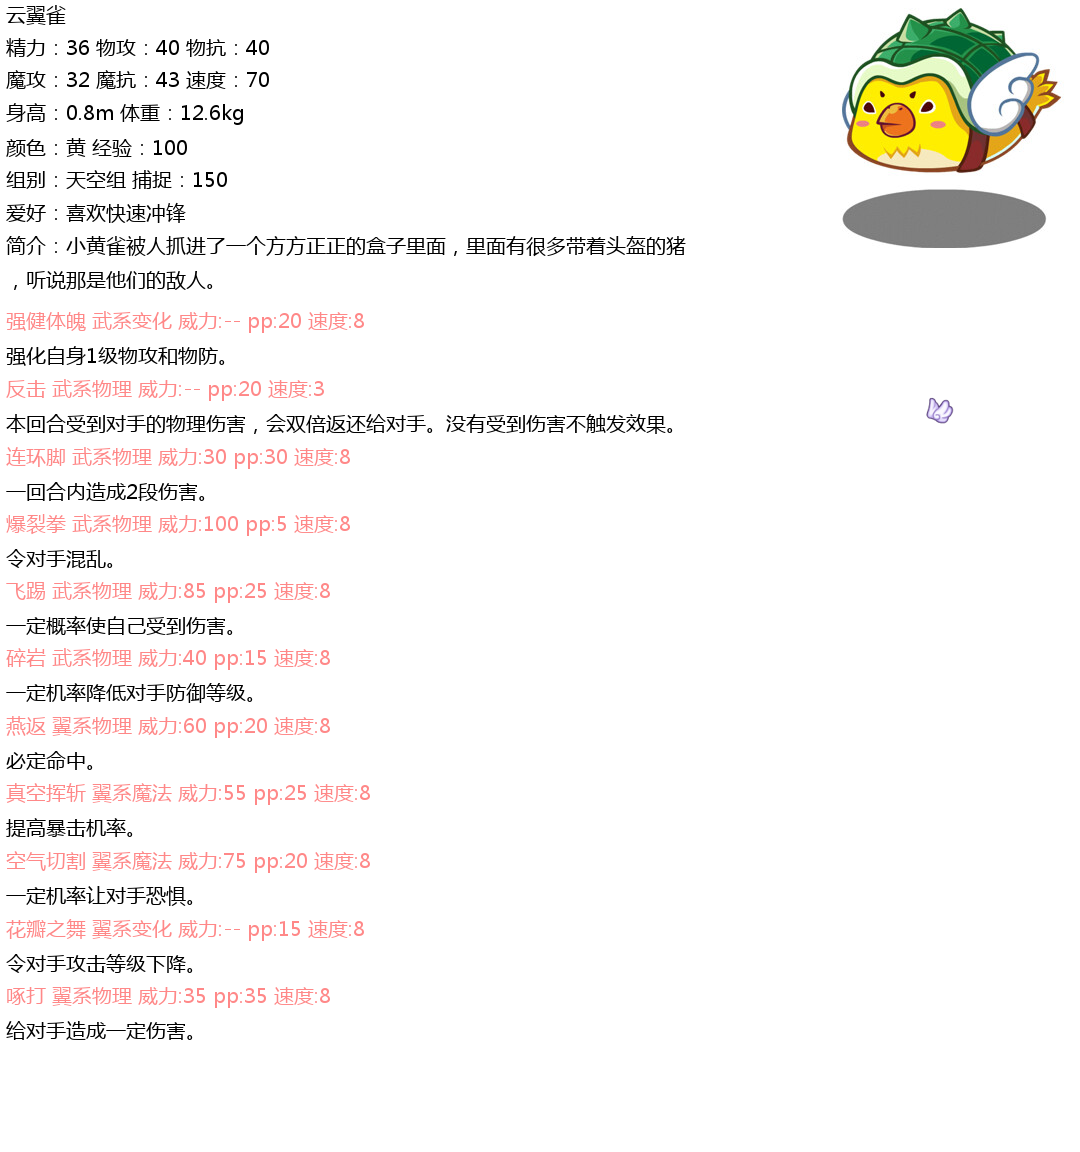 云翼雀
精力：36 物攻：40 物抗：40
魔攻：32 魔抗：43 速度：70
身高：0.8m 体重：12.6kg
颜色：黄 经验：100
组别：天空组 捕捉：150
爱好：喜欢快速冲锋
简介：小黄雀被人抓进了一个方方正正的盒子里面，里面有很多带着头盔的猪
，听说那是他们的敌人。
强健体魄 武系变化 威力:-- pp:20 速度:8
强化自身1级物攻和物防。
反击 武系物理 威力:-- pp:20 速度:3
本回合受到对手的物理伤害，会双倍返还给对手。没有受到伤害不触发效果。
连环脚 武系物理 威力:30 pp:30 速度:8
一回合内造成2段伤害。
爆裂拳 武系物理 威力:100 pp:5 速度:8
令对手混乱。
飞踢 武系物理 威力:85 pp:25 速度:8
一定概率使自己受到伤害。
碎岩 武系物理 威力:40 pp:15 速度:8
一定机率降低对手防御等级。
燕返 翼系物理 威力:60 pp:20 速度:8
必定命中。
真空挥斩 翼系魔法 威力:55 pp:25 速度:8
提高暴击机率。
空气切割 翼系魔法 威力:75 pp:20 速度:8
一定机率让对手恐惧。
花瓣之舞 翼系变化 威力:-- pp:15 速度:8
令对手攻击等级下降。
啄打 翼系物理 威力:35 pp:35 速度:8
给对手造成一定伤害。